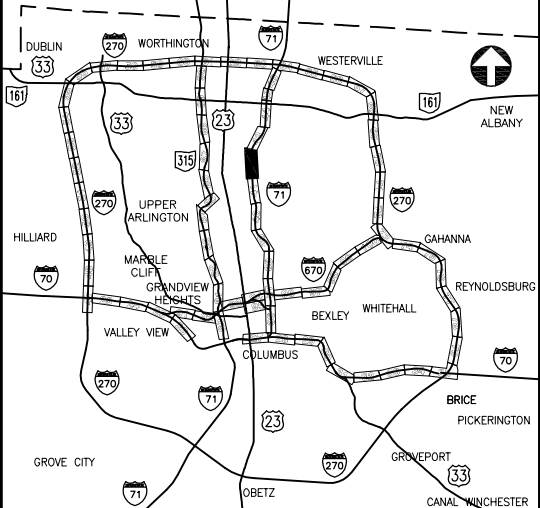 DUBLIN
270
WORTHINGTON
71
33
WESTERVILLE
161
161
NEW
ALBANY
33
23
315
270
71
270
UPPER
ARLINGTON
HILLIARD
GAHANNA
MARBLE
CLIFF
670
70
GRANDVIEW
HEIGHTS
REYNOLDSBURG
BEXLEY
WHITEHALL
VALLEY VIEW
COLUMBUS
70
270
71
BRICE
23
PICKERINGTON
GROVE CITY
270
GROVEPORT
33
71
OBETZ
CANAL WINCHESTER